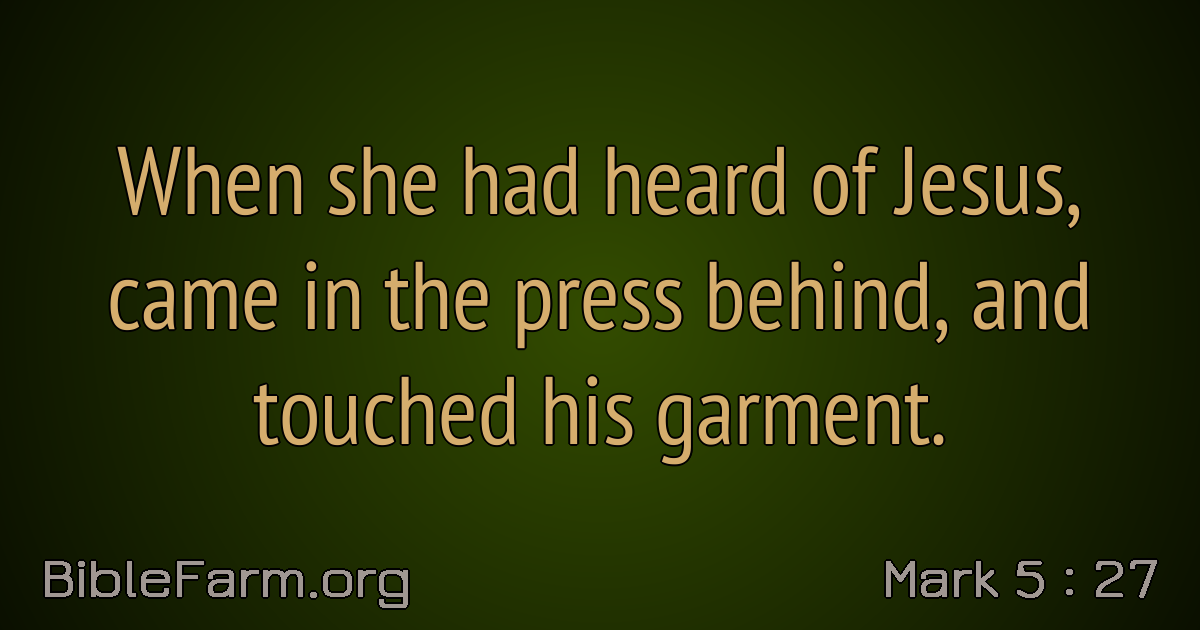 When she had heard of Jesus,
came in the press behind, and
touched his garment.
BibleFarm.org
Mark 5 : 27